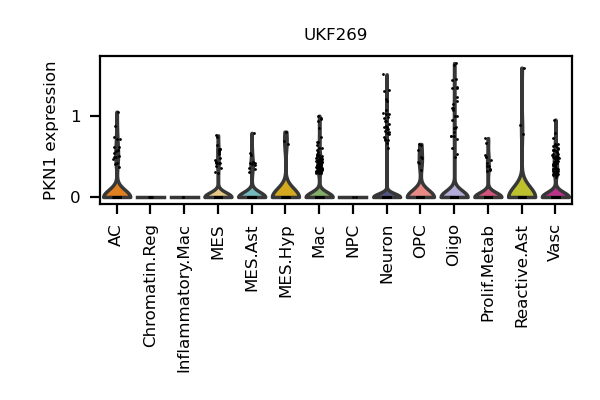 UKF269
PKN1 expression
1
0
AC
Chromatin.Reg
Inflammatory.Mac
MES
MES.Ast
MES.Hyp
Mac
NPC
Neuron
OPC
Oligo
Prolif.Metab
Reactive.Ast
Vasc